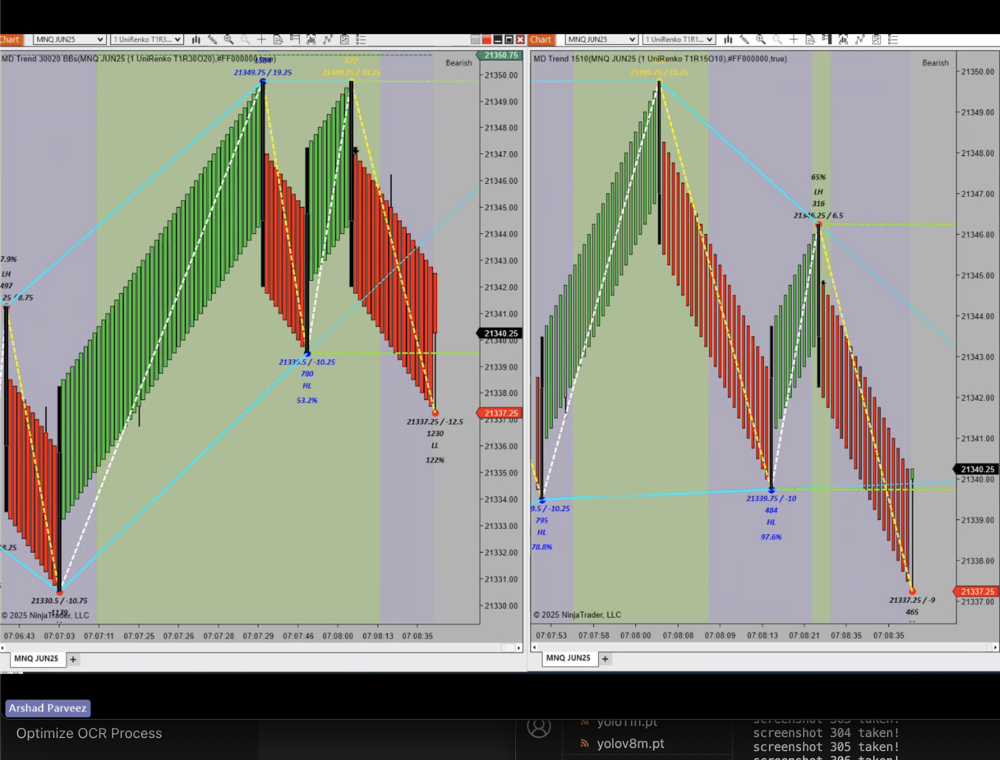 Chart
MNQ JUN25
1 UniRenko T1R3...
MD Trend 30020 BBs(MNQ JUN25 (1 UniRenko T1R30O20),#FF000000,true)
Bearish
21349.75 / 19.25
677
21349.75 / 10.25
7.9%
LH
497
25 / 8.75
21339.5 / -10.25
780
HL
53.2%
21337.25 / -12.5
1230
LL
122%
21330.5 / -10.75
1179
© 2025 NinjaTrader, LLC
21350.75
21350.00
21349.00
21348.00
21347.00
21346.00
21345.00
21344.00
21343.00
21342.00
21341.00
21340.25
21340.00
21339.00
21338.00
21337.25
21336.00
21335.00
21334.00
21333.00
21332.00
21331.00
21330.00
07:06:43
07:07:03
07:07:11
07:07:25
07:07:26
07:07:28
07:07:29
07:07:46
07:08:00
07:08:13
07:08:35
MNQ JUN25
+
Chart
MNQ JUN25
1 UniRenko T1R1...
MD Trend 1510(MNQ JUN25 (1 UniRenko T1R15O10),#FF000000,true)
Bearish
21349.75 / 10.25
65%
LH
316
21346.25 / 6.5
9.5 / -10.25
795
HL
78.8%
21339.75 / -10
484
HL
97.6%
21337.25 / -9
465
© 2025 NinjaTrader, LLC
21350.00
21349.00
21348.00
21347.00
21346.00
21345.00
21344.00
21343.00
21342.00
21341.00
21340.25
21340.00
21339.00
21338.00
21337.25
21337.00
07:07:53
07:07:58
07:08:00
07:08:08
07:08:09
07:08:13
07:08:21
07:08:35
07:08:35
MNQ JUN25
+
Arshad Parveez
Optimize OCR Process
yolo11n.pt
yolov8m.pt
screenshot 303 taken!
screenshot 304 taken!
screenshot 305 taken!
screenshot 306 taken!